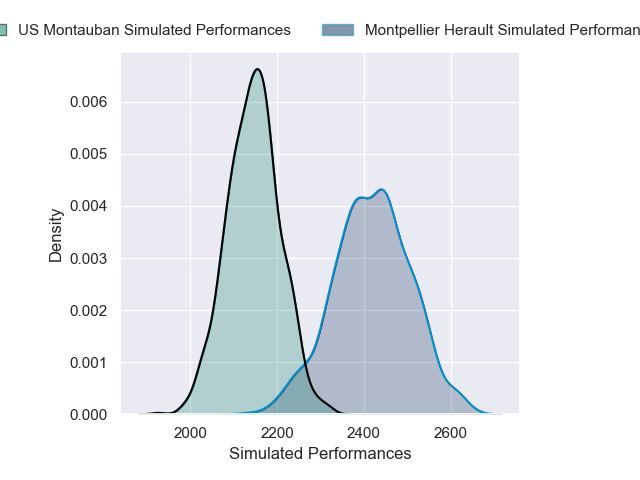 US Montauban Simulated Performances
Montpellier Herault Simulated
0.006
0.005
0.004
0.003
0.002
0.001
0.000
Density
2000 2200 2400 2600
Simulated Performances